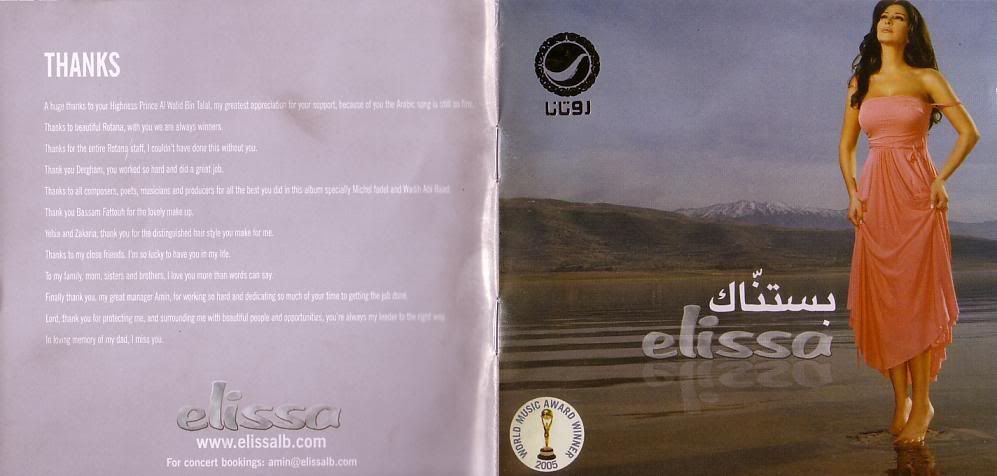 THANKS
A huge thanks to your Highness Prince Al Walid Bin Talal, my greatest appreciation for your support, because of you the Arabic song is still so fine.
Thanks to beautiful Rotana, with you we are always winners.
Thanks for the entire Rotana staff, I couldn't have done this without you.
Thank you Dergham, you worked so hard and did a great job.
Thanks to all composers, poets, musicians and producers for all the best you did in this album specially Michel fadel and Wadih Abi Raad.
Thank you Bassam Fattouh for the lovely make up.
Yehia and Zakaria, thank you for the distinguished hair style you make for me.
Thanks to my close friends. I'm so lucky to have you in my life.
To my family, mom, sisters and brothers, I love you more than words can say.
Finally thank you, my great manager Amin, for working so hard and dedicating so much of your time to getting the job done.
Lord, thank you for protecting me, and surrounding me with beautiful people and opportunities, you're always my leader to the right way.
In loving memory of my dad, I miss you.
elissa
www.elissalb.com
For concert bookings: amin@elissalb.com
روتانا
بستنّاك
elissa
WORLD MUSIC AWARD WINNER
2005